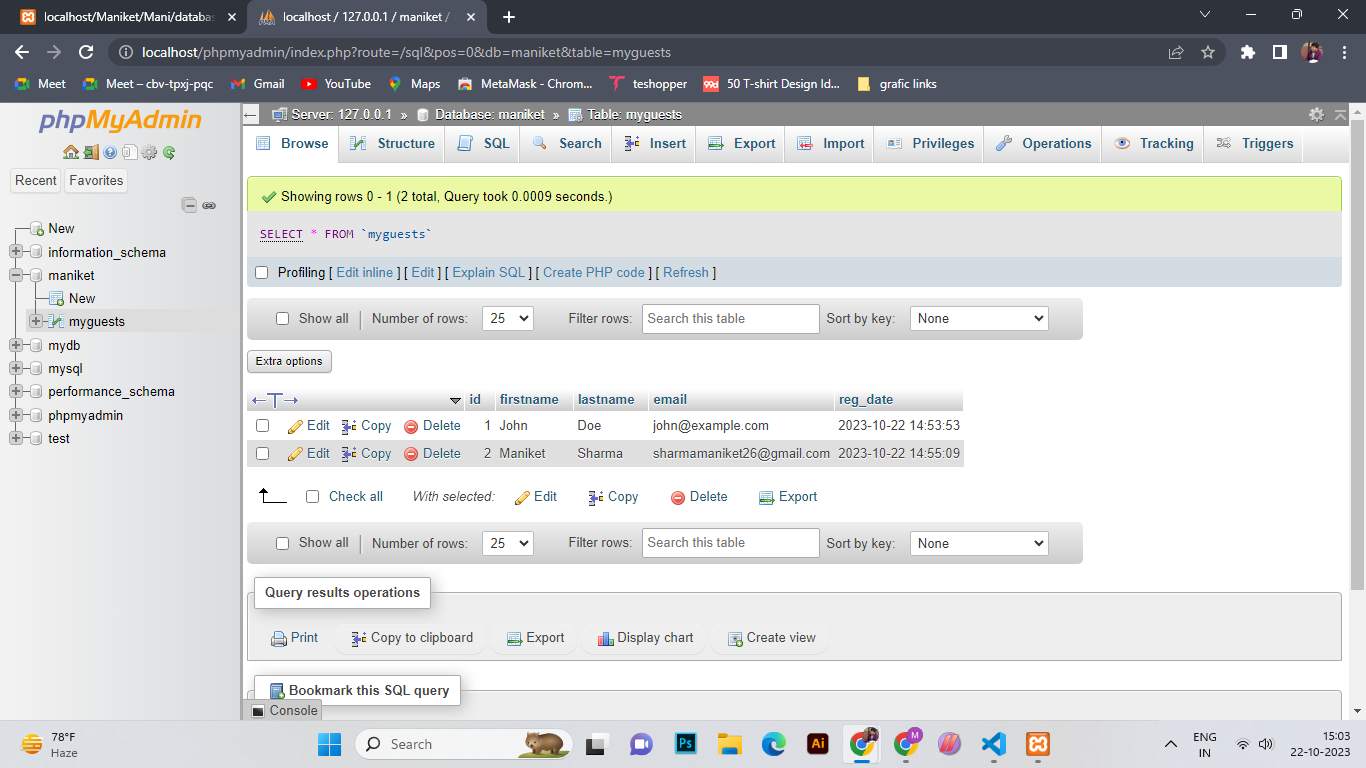 localhost/Maniket/Mani/databas
localhost / 127.0.0.1 / maniket /
localhost/phpmyadmin/index.php?route=/sql&pos=0&db=maniket&table=myguests
Meet
Meet – cbv-tpxj-pqc
Gmail
YouTube
Maps
MetaMask - Chrom...
teshopper
99d
50 T-shirt Design Id...
grafic links
phpMyAdmin
Recent
Favorites
New
information_schema
maniket
New
myguests
mydb
mysql
performance_schema
phpmyadmin
test
Server: 127.0.0.1 » Database: maniket » Table: myguests
Browse
Structure
SQL
Search
Insert
Export
Import
Privileges
Operations
Tracking
Triggers
Showing rows 0 - 1 (2 total, Query took 0.0009 seconds.)
SELECT * FROM `myguests`
Profiling [ Edit inline ] [ Edit ] [ Explain SQL ] [ Create PHP code ] [ Refresh ]
Show all | Number of rows: 25 Filter rows: Search this table Sort by key: None
Extra options
←T→ id firstname lastname email reg_date
Edit Copy Delete 1 John Doe john@example.com 2023-10-22 14:53:53
Edit Copy Delete 2 Maniket Sharma sharmamaniket26@gmail.com 2023-10-22 14:55:09
Check all With selected: Edit Copy Delete Export
Show all | Number of rows: 25 Filter rows: Search this table Sort by key: None
Query results operations
Print Copy to clipboard Export Display chart Create view
Bookmark this SQL query
Console
78°F
Haze
Search
Ps
Ai
M
ENG
IN
15:03
22-10-2023